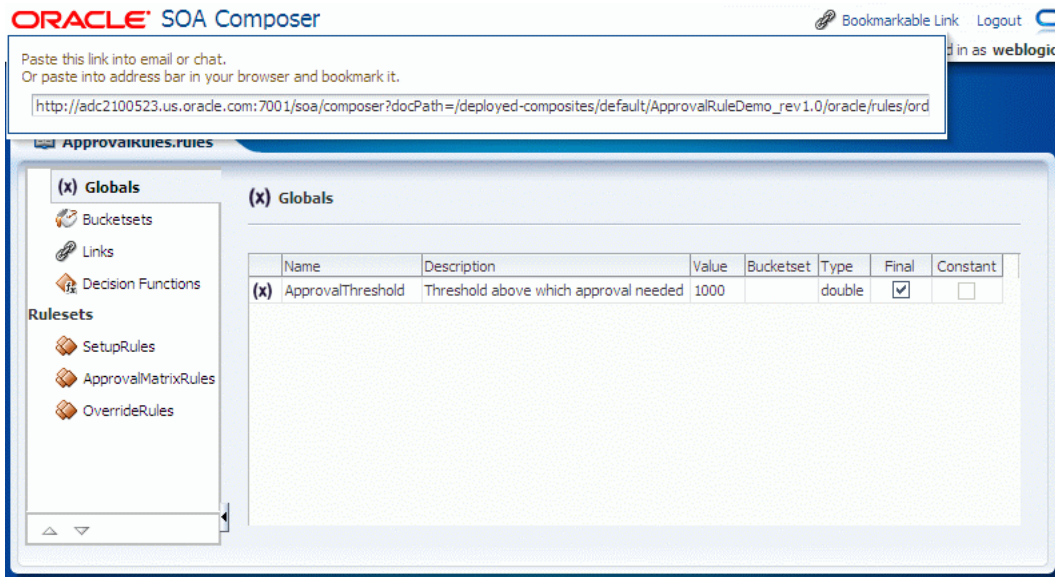 ORACLE SOA Composer
Bookmarkable Link Logout
Paste this link into email or chat.
Or paste into address bar in your browser and bookmark it.
d in as weblogic
http://adc2100523.us.oracle.com:7001/soa/composer?docPath=/deployed-composites/default/ApprovalRuleDemo_rev1.0/oracle/rules/ord
ApprovalRules.rules
(x) Globals
Bucketsets
Links
Decision Functions
Rulesets
SetupRules
ApprovalMatrixRules
OverrideRules
(x) Globals
Name Description Value Bucketset Type Final Constant
(x) ApprovalThreshold Threshold above which approval needed 1000 double